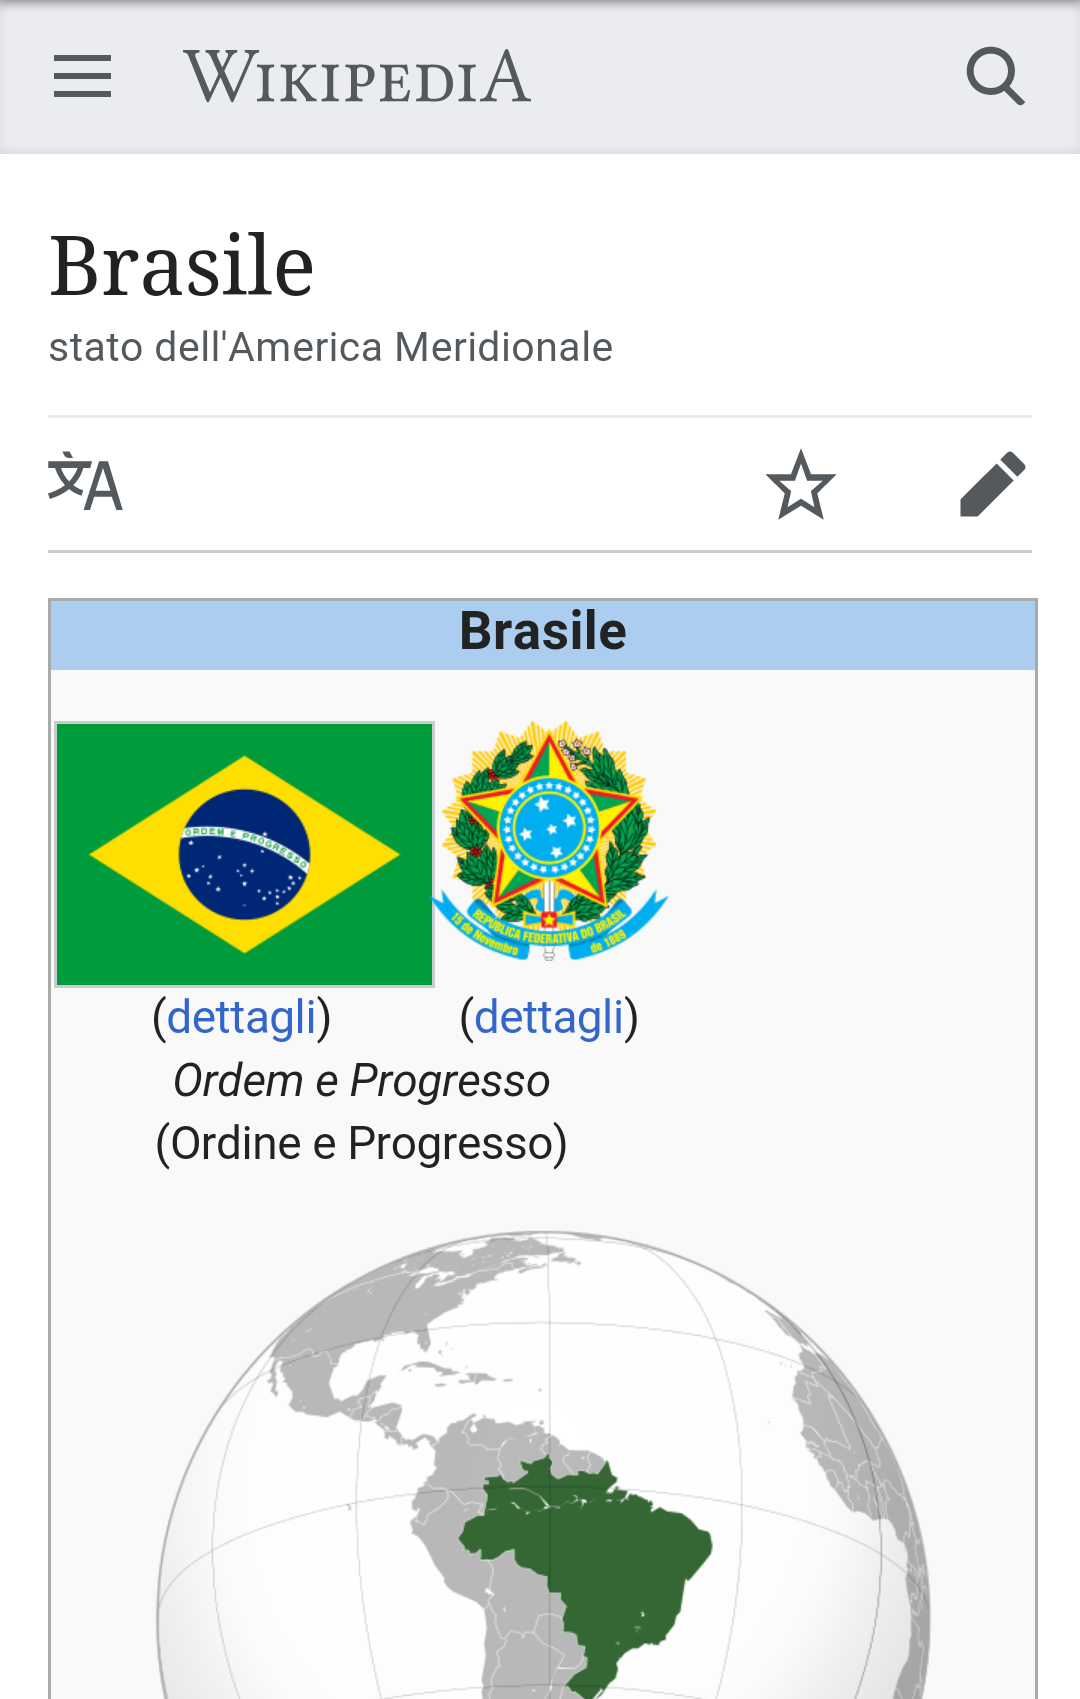 WIKIPEDIA
Brasile
stato dell'America Meridionale
Brasile
ORDEM E PROGRESSO
REPÚBLICA FEDERATIVA DO BRASIL
15 de Novembro
de 1889
(dettagli) (dettagli)
Ordem e Progresso
(Ordine e Progresso)